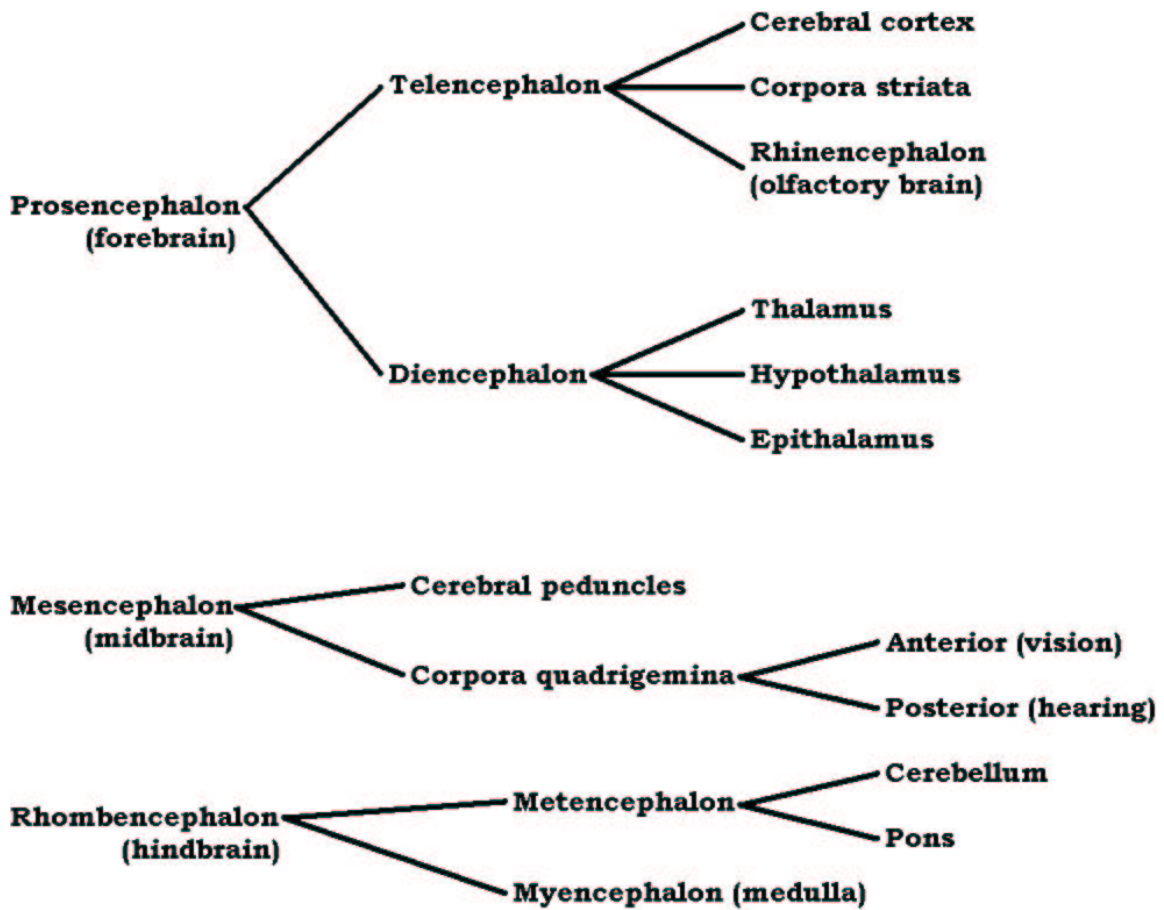 Cerebral cortex
Telencephalon
Corpora striata
Rhinencephalon
(olfactory brain)
Prosencephalon
(forebrain)
Thalamus
Diencephalon
Hypothalamus
Epithalamus
Mesencephalon
(midbrain)
Cerebral peduncles
Corpora quadrigemina
Anterior (vision)
Posterior (hearing)
Rhombencephalon
(hindbrain)
Metencephalon
Cerebellum
Pons
Myencephalon (medulla)